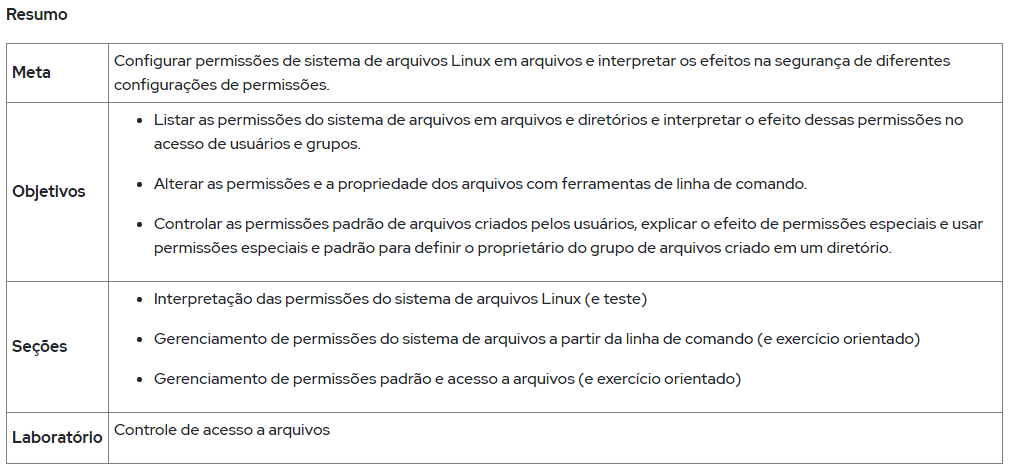 Resumo
Meta
Configurar permissões de sistema de arquivos Linux em arquivos e interpretar os efeitos na segurança de diferentes
configurações de permissões.
Objetivos
• Listar as permissões do sistema de arquivos em arquivos e diretórios e interpretar o efeito dessas permissões no
acesso de usuários e grupos.
• Alterar as permissões e a propriedade dos arquivos com ferramentas de linha de comando.
• Controlar as permissões padrão de arquivos criados pelos usuários, explicar o efeito de permissões especiais e usar
permissões especiais e padrão para definir o proprietário do grupo de arquivos criado em um diretório.
Seções
• Interpretação das permissões do sistema de arquivos Linux (e teste)
• Gerenciamento de permissões do sistema de arquivos a partir da linha de comando (e exercício orientado)
• Gerenciamento de permissões padrão e acesso a arquivos (e exercício orientado)
Laboratório
Controle de acesso a arquivos